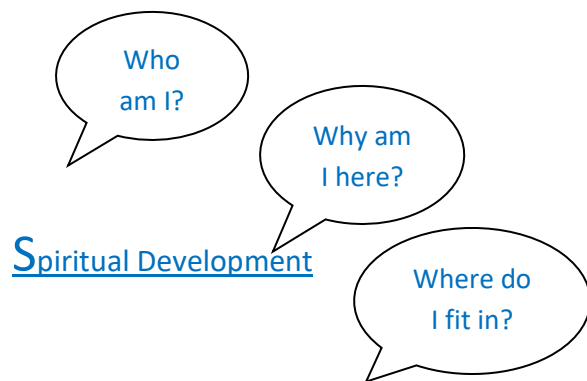 Who
am I?
Why am
I here?
Spiritual Development
Where do
I fit in?